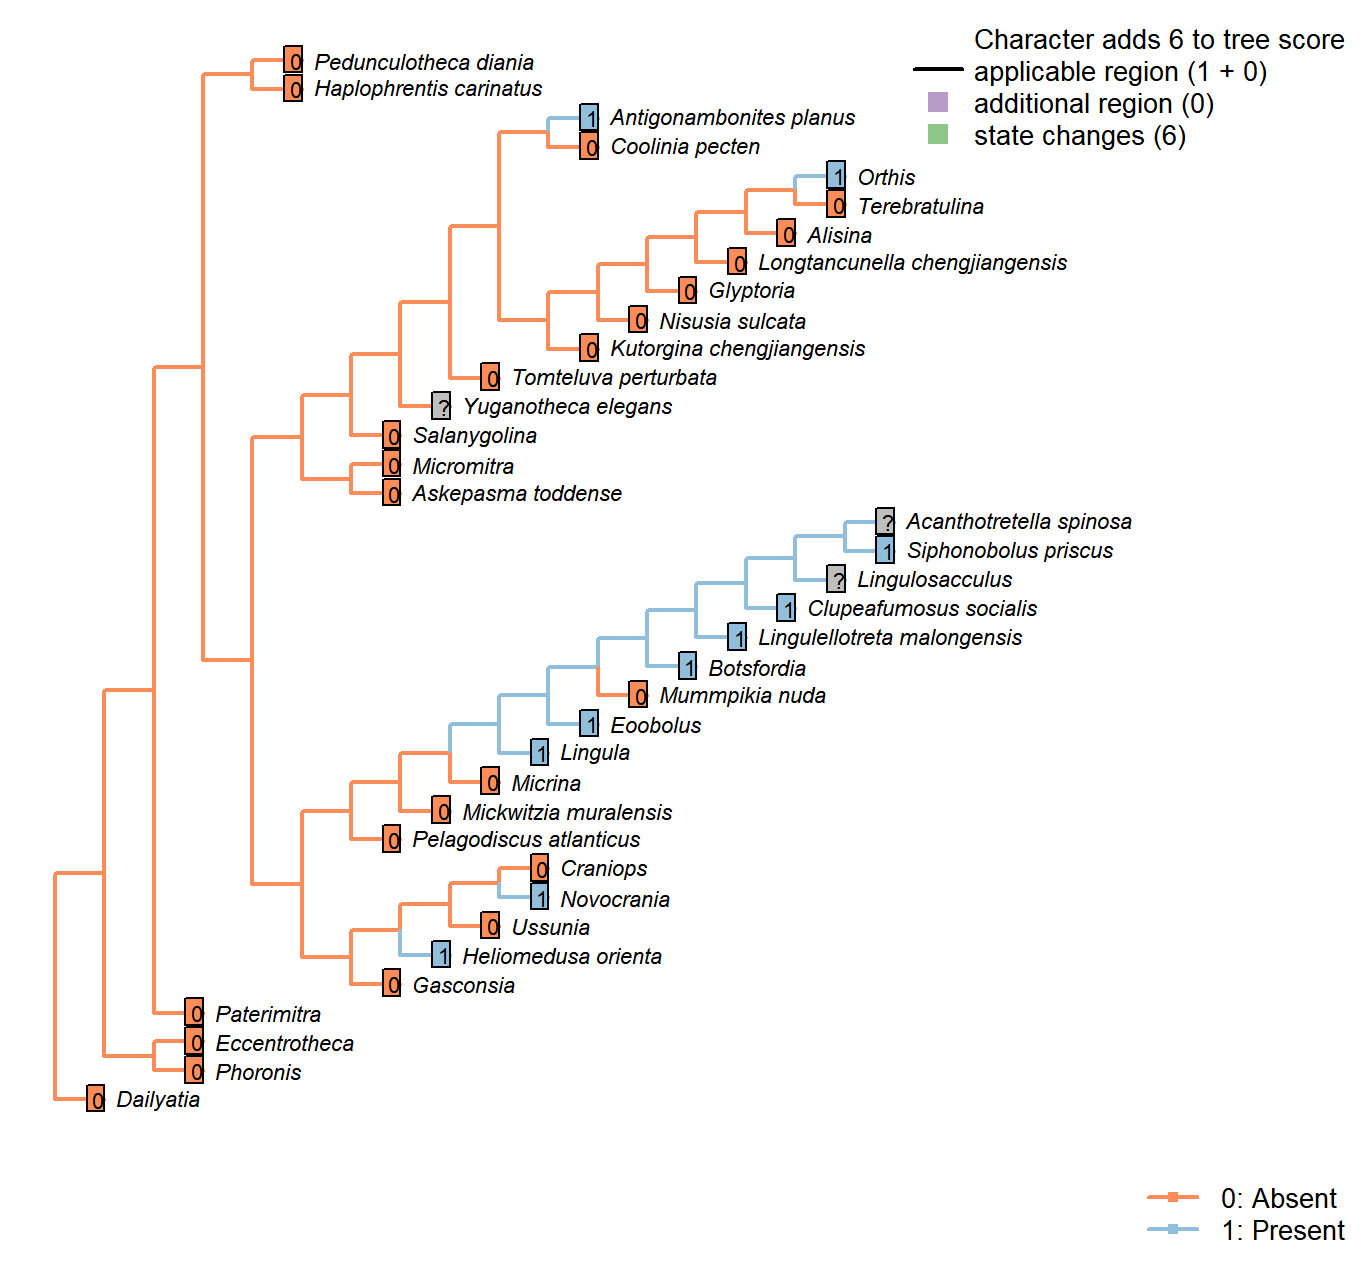 Character adds 6 to tree score
applicable region (1 + 0)
additional region (0)
state changes (6)
0 Pedunculotheca diania
0 Haplophrentis carinatus
1 Antigonambonites planus
0 Coolinia pecten
1 Orthis
0 Terebratulina
0 Alisina
0 Longtancunella chengjiangensis
0 Glyptoria
0 Nisusia sulcata
0 Kutorgina chengjiangensis
0 Tomteluva perturbata
? Yuganotheca elegans
0 Salanygolina
0 Micromitra
0 Askepasma toddense
? Acanthotretella spinosa
1 Siphonobolus priscus
? Lingulosacculus
1 Clupeafumosus socialis
1 Lingulellotreta malongensis
1 Botsfordia
0 Mummpikia nuda
1 Eoobolus
1 Lingula
0 Micrina
0 Mickwitzia muralensis
0 Pelagodiscus atlanticus
0 Craniops
1 Novocrania
0 Ussunia
1 Heliomedusa orienta
0 Gasconsia
0 Paterimitra
0 Eccentrotheca
0 Phoronis
0 Dailyatia
0: Absent
1: Present